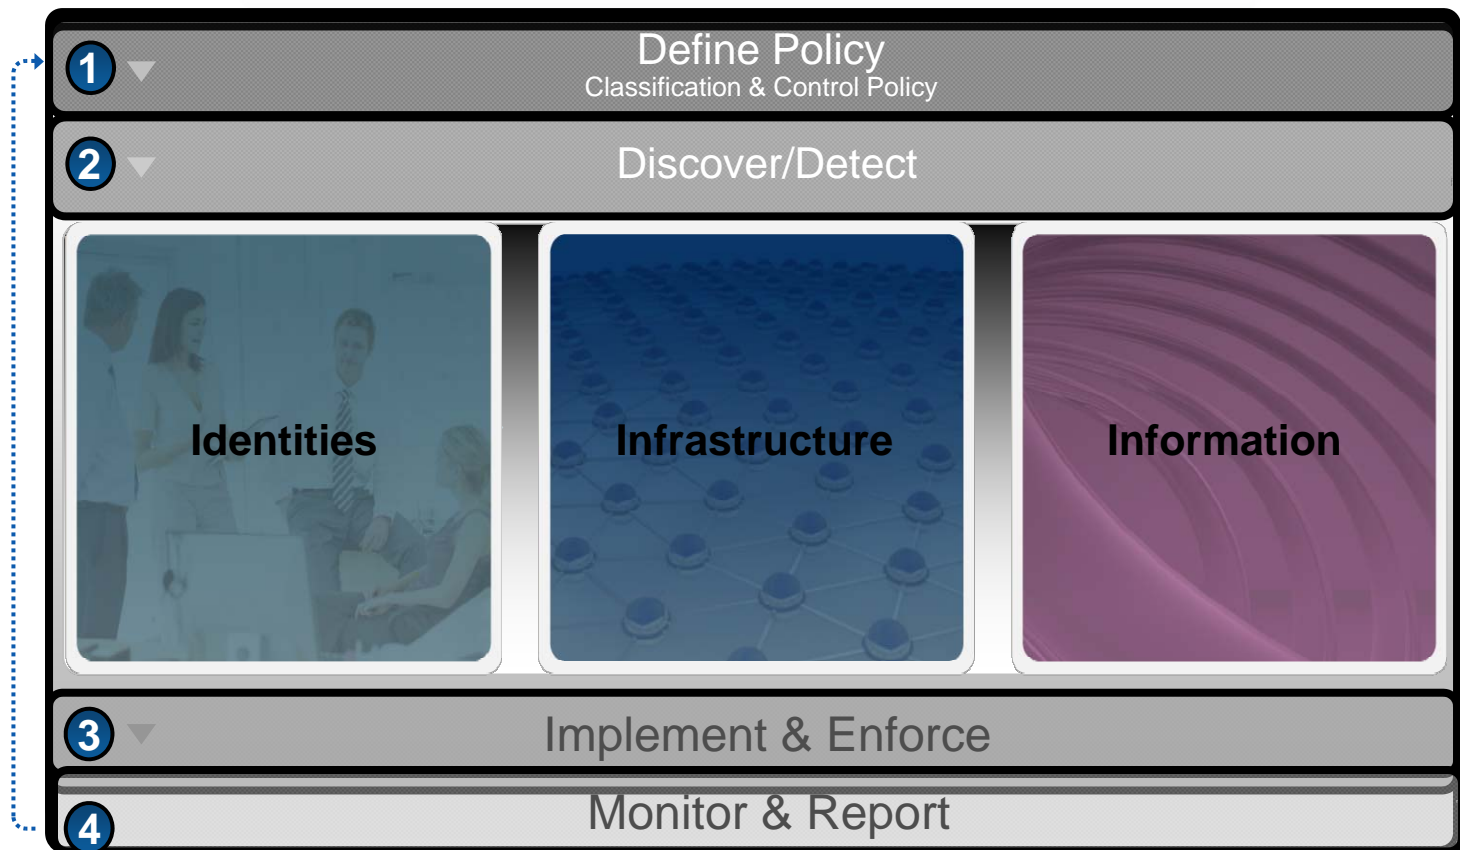 1
Define Policy
Classification & Control Policy
2
Discover/Detect
Identities
Infrastructure
Information
3
Implement & Enforce
4
Monitor & Report